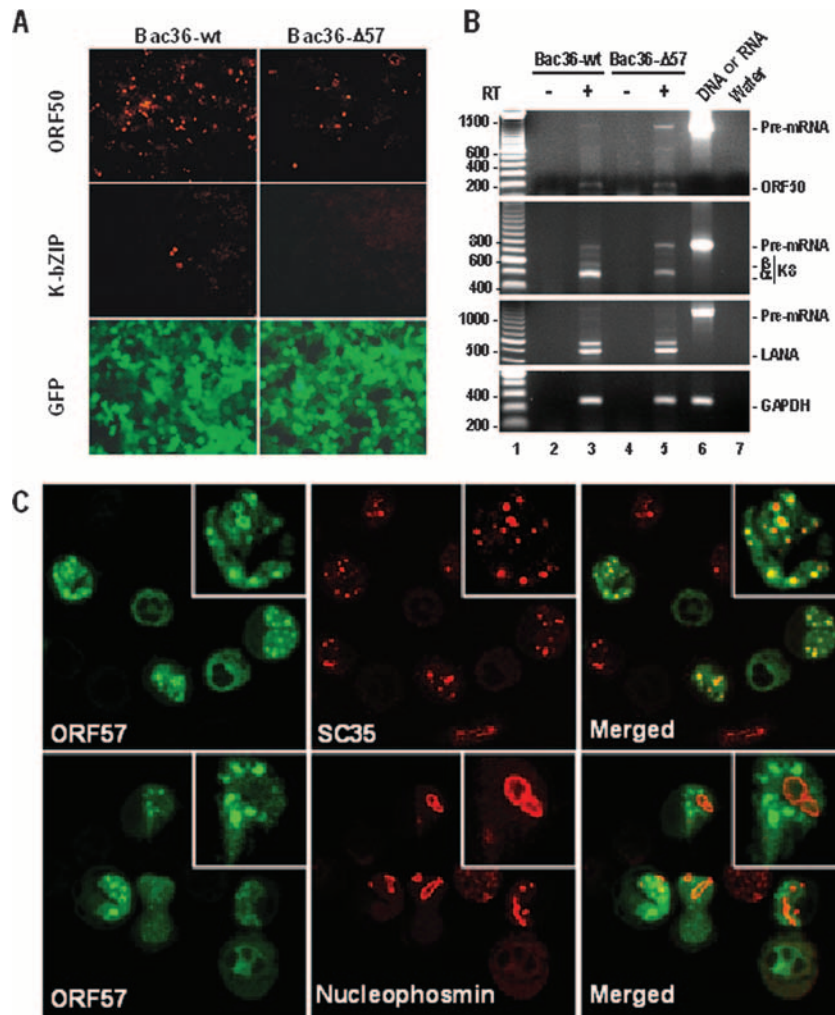 A
Bac36-wt Bac36-Δ57
ORF50
K-bZIP
GFP
B
Bac36-wt Bac36-Δ57 DNA or RNA Water
RT - + - +
1500 - - Pre-mRNA
600 -
400 -
200 - - ORF50
800 - - Pre-mRNA
600 - β
α K8
400 -
1000 - - Pre-mRNA
500 - - LANA
400 - - GAPDH
200 -
1 2 3 4 5 6 7
C
ORF57 SC35 Merged
ORF57 Nucleophosmin Merged